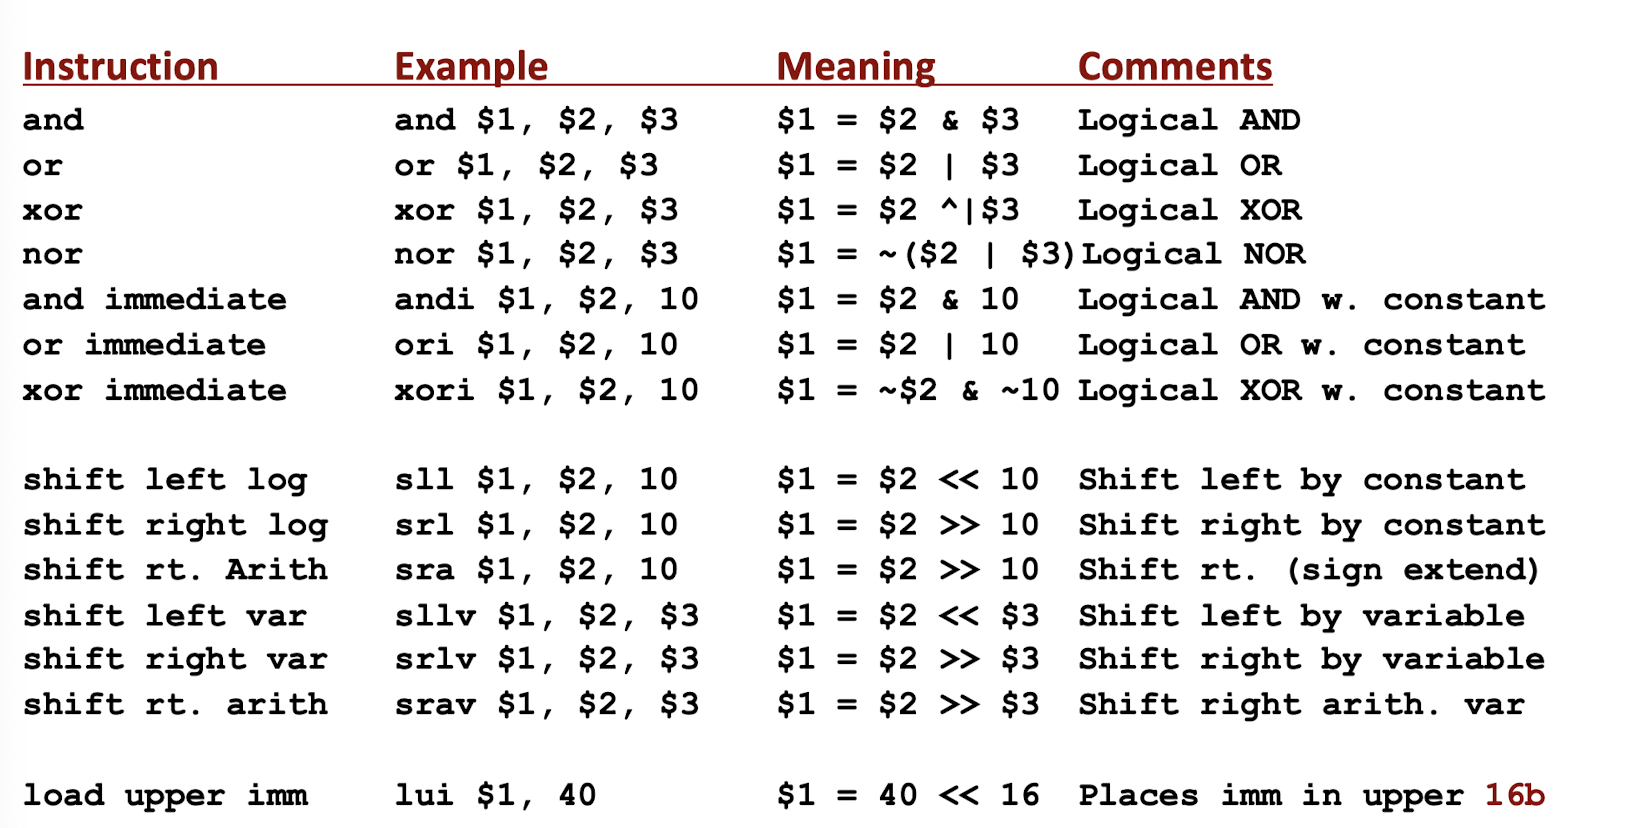 Instruction Example Meaning Comments
and and $1, $2, $3 $1 = $2 & $3 Logical AND
or or $1, $2, $3 $1 = $2 | $3 Logical OR
xor xor $1, $2, $3 $1 = $2 ^|$3 Logical XOR
nor nor $1, $2, $3 $1 = ~($2 | $3) Logical NOR
and immediate andi $1, $2, 10 $1 = $2 & 10 Logical AND w. constant
or immediate ori $1, $2, 10 $1 = $2 | 10 Logical OR w. constant
xor immediate xori $1, $2, 10 $1 = ~$2 & ~10 Logical XOR w. constant
shift left log sll $1, $2, 10 $1 = $2 << 10 Shift left by constant
shift right log srl $1, $2, 10 $1 = $2 >> 10 Shift right by constant
shift rt. Arith sra $1, $2, 10 $1 = $2 >> 10 Shift rt. (sign extend)
shift left var sllv $1, $2, $3 $1 = $2 << $3 Shift left by variable
shift right var srlv $1, $2, $3 $1 = $2 >> $3 Shift right by variable
shift rt. arith srav $1, $2, $3 $1 = $2 >> $3 Shift right arith. var
load upper imm lui $1, 40 $1 = 40 << 16 Places imm in upper 16b